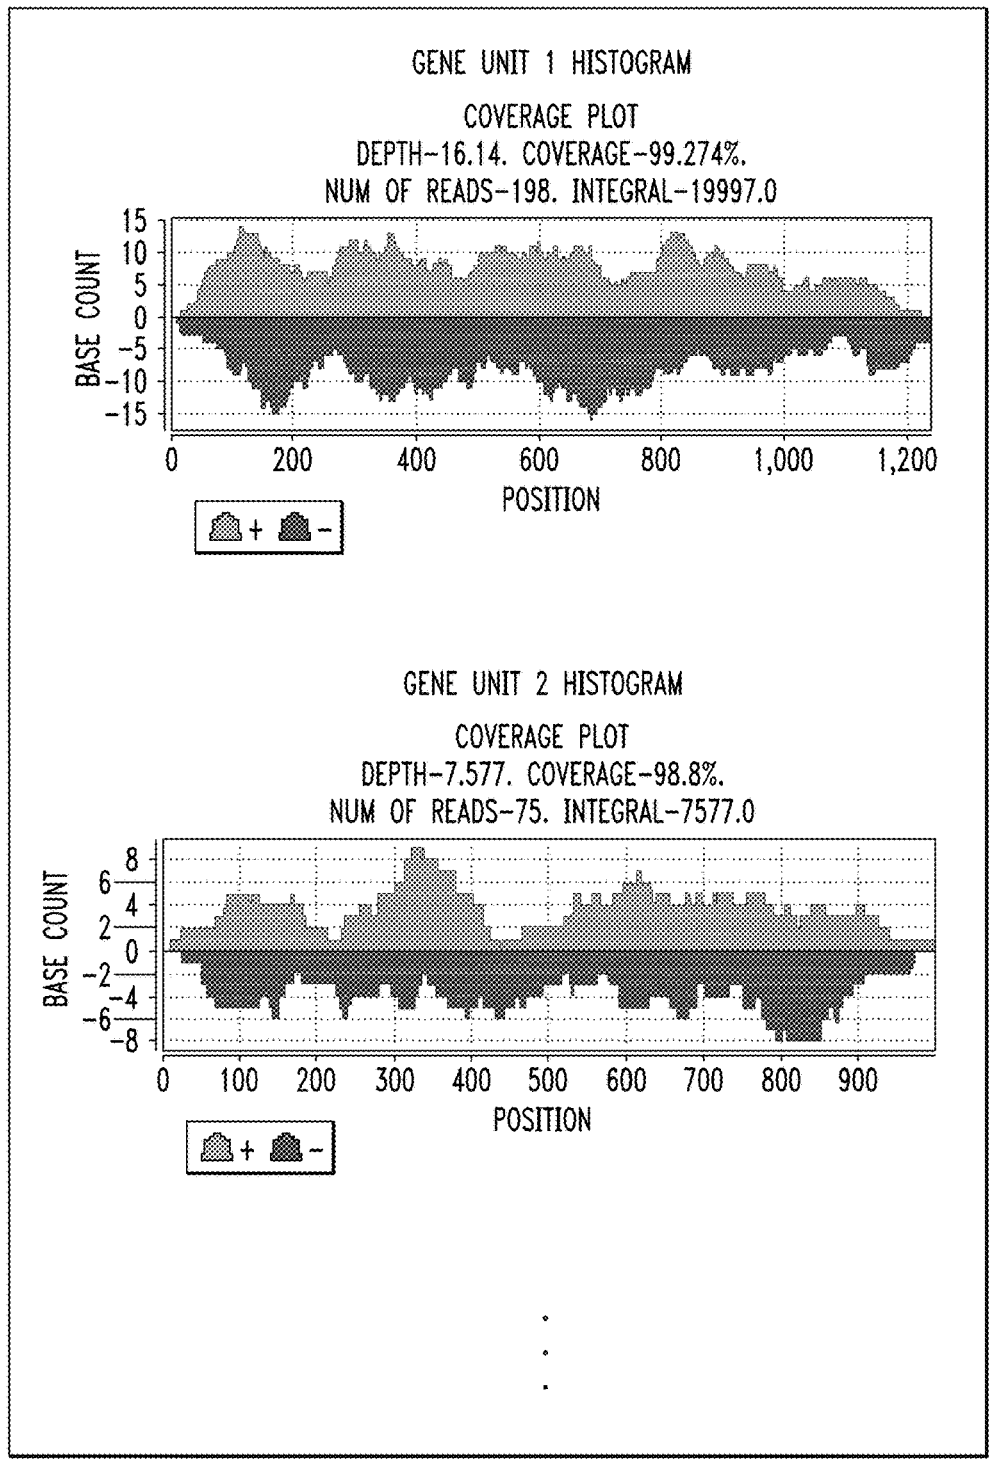 GENE UNIT 1 HISTOGRAM
COVERAGE PLOT
DEPTH-16.14. COVERAGE-99.274%.
NUM OF READS-198. INTEGRAL-19997.0
15
10
5
0
-5
-10
-15
BASE COUNT
0 200 400 600 800 1,000 1,200
POSITION
+ -
GENE UNIT 2 HISTOGRAM
COVERAGE PLOT
DEPTH-7.577. COVERAGE-98.8%.
NUM OF READS-75. INTEGRAL-7577.0
8
6
4
2
0
-2
-4
-6
-8
BASE COUNT
0 100 200 300 400 500 600 700 800 900
POSITION
+ -